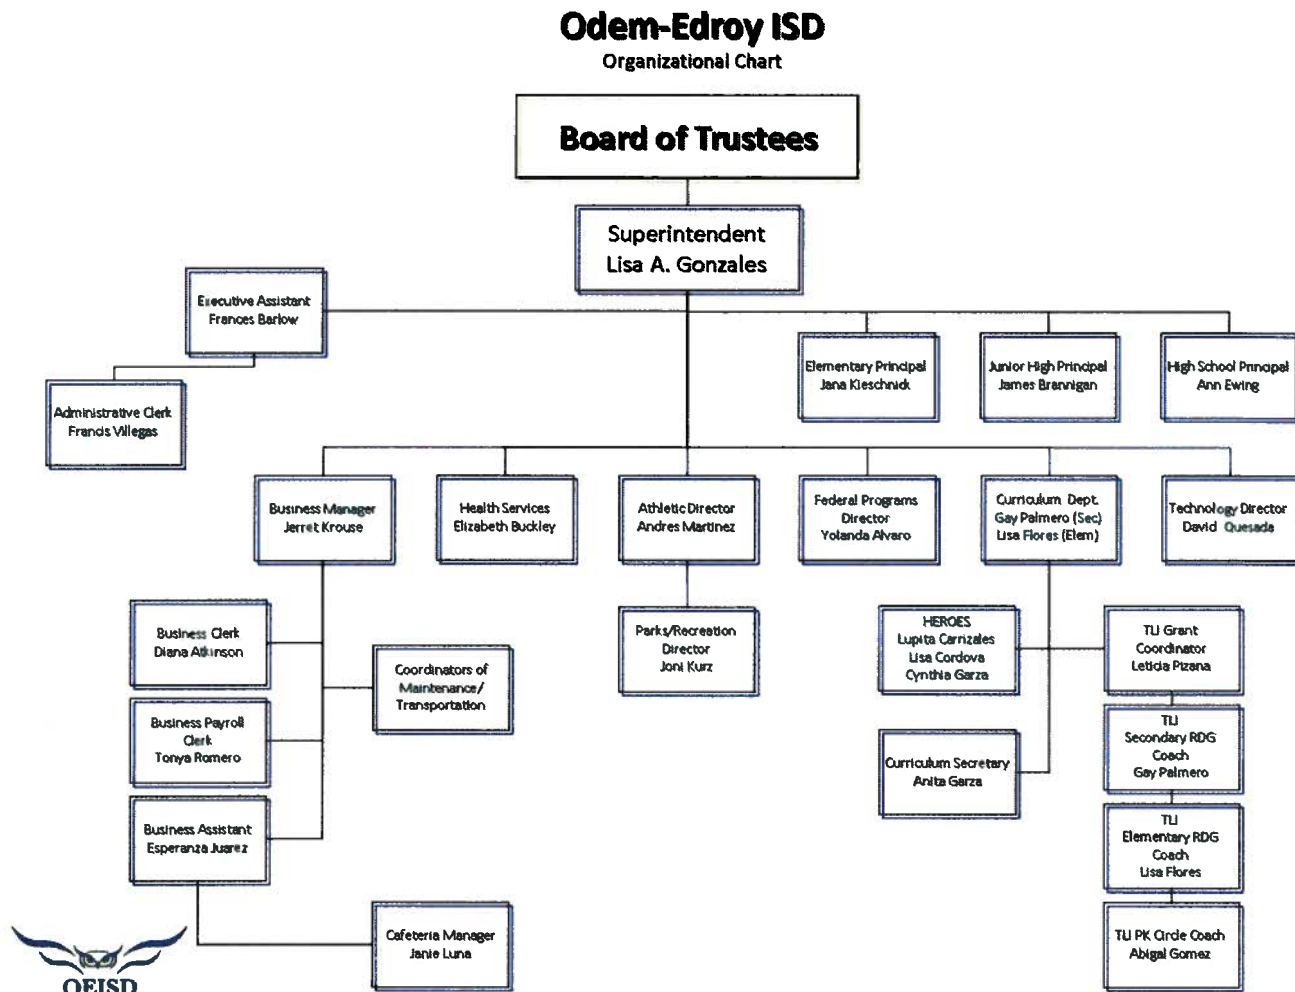 Odem-Edroy ISD
Organizational Chart
Board of Trustees
Superintendent
Lisa A. Gonzales
Executive Assistant
Frances Barlow
Administrative Clerk
Francis Villegas
Elementary Principal
Jana Kieschnick
Junior High Principal
James Brannigan
High School Principal
Ann Ewing
Business Manager
Jerret Krouse
Health Services
Elizabeth Buckley
Athletic Director
Andres Martinez
Federal Programs
Director
Yolanda Alvaro
Curriculum Dept.
Gay Palmero (Sec)
Lisa Flores (Elem)
Technology Director
David Quesada
Business Clerk
Diana Atkinson
Coordinators of
Maintenance/
Transportation
Business Payroll
Clerk
Tonya Romero
Business Assistant
Esperanza Juarez
Cafeteria Manager
Janie Luna
Parks/Recreation
Director
Joni Kurz
HEROES
Lupita Carrizales
Lisa Cordova
Cynthia Garza
Curriculum Secretary
Anita Garza
TLI Grant
Coordinator
Leticia Pizana
TLI
Secondary RDG
Coach
Gay Palmero
TLI
Elementary RDG
Coach
Lisa Flores
TLI PK Circle Coach
Abigal Gomez
OEISD